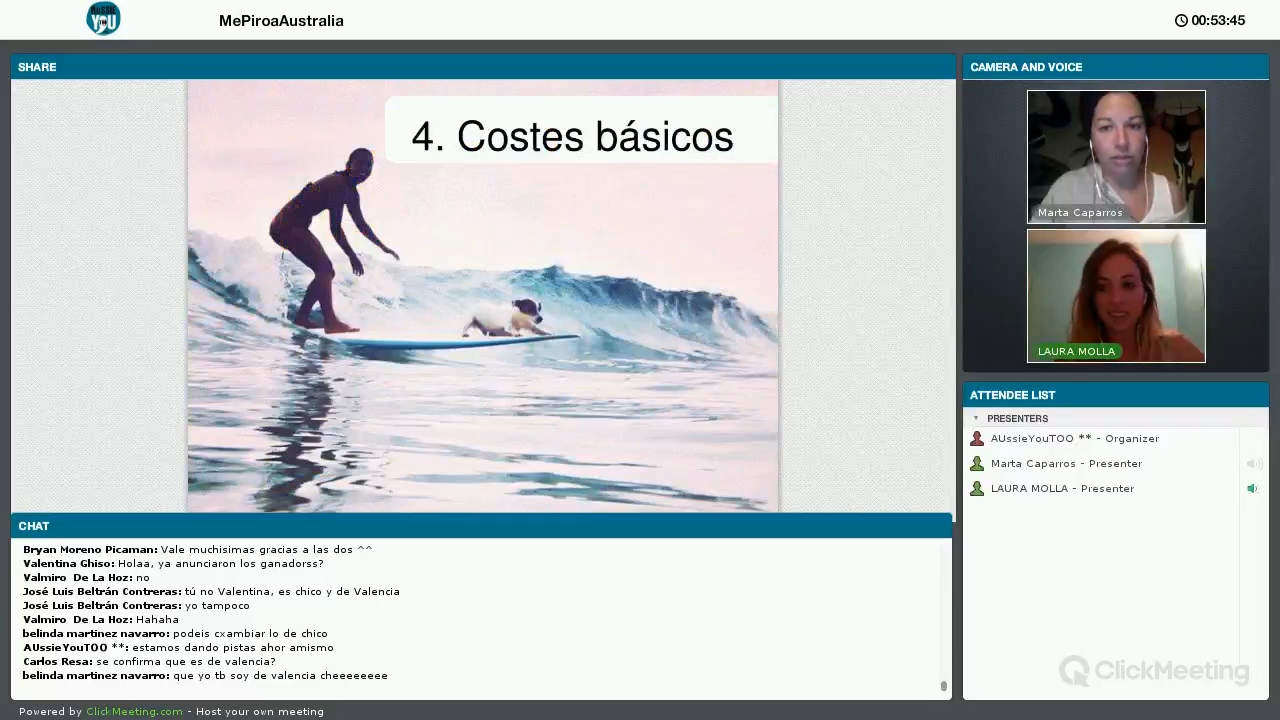 AUSSIE
YOU
TOO
MePiroaAustralia
00:53:45
SHARE
4. Costes básicos
CAMERA AND VOICE
Marta Caparros
LAURA MOLLA
ATTENDEE LIST
PRESENTERS
AUssieYouTOO ** - Organizer
Marta Caparros - Presenter
LAURA MOLLA - Presenter
CHAT
Bryan Moreno Picaman: Vale muchisimas gracias a las dos ^^
Valentina Ghiso: Holaa, ya anunciaron los ganadorss?
Valmiro De La Hoz: no
José Luis Beltrán Contreras: tú no Valentina, es chico y de Valencia
José Luis Beltrán Contreras: yo tampoco
Valmiro De La Hoz: Hahaha
belinda martinez navarro: podeis cxambiar lo de chico
AUssieYouTOO **: estamos dando pistas ahor amismo
Carlos Resa: se confirma que es de valencia?
belinda martinez navarro: que yo tb soy de valencia cheeeeeeee
ClickMeeting
Powered by ClickMeeting.com - Host your own meeting